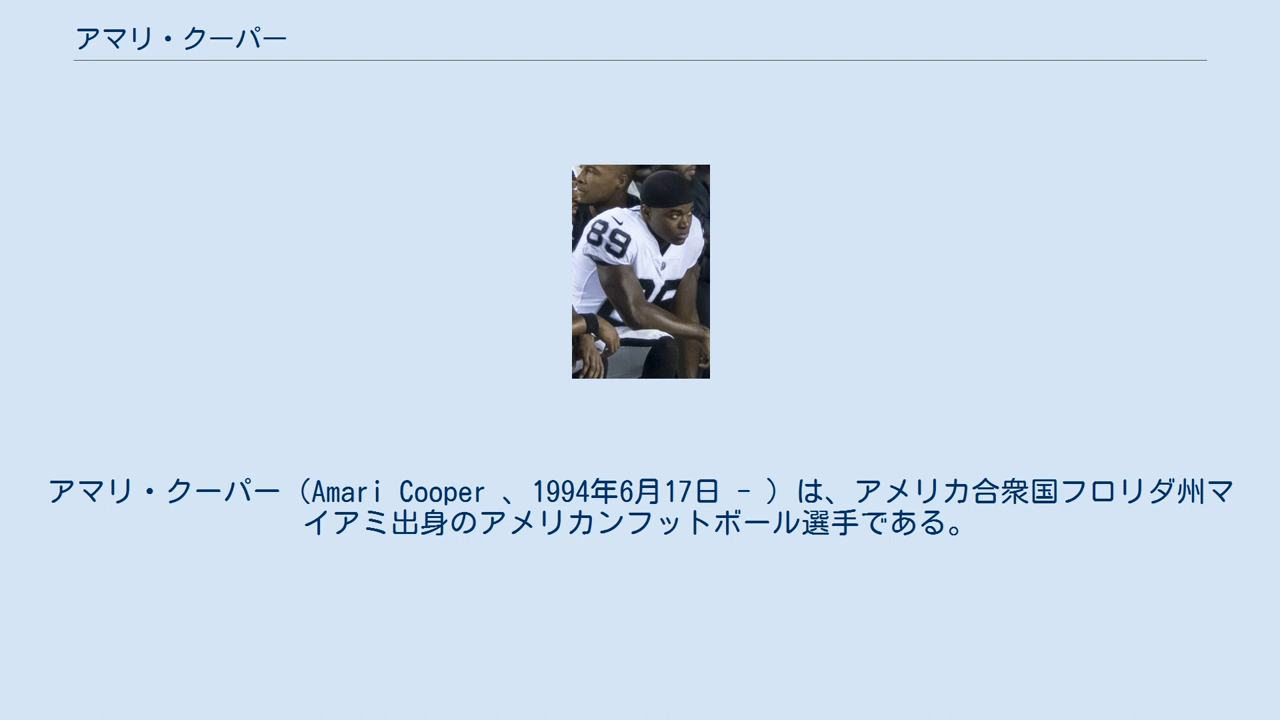 アマリ・クーパー
89
89
アマリ・クーパー（Amari Cooper 、1994年6月17日 - ）は、アメリカ合衆国フロリダ州マ
イアミ出身のアメリカンフットボール選手である。